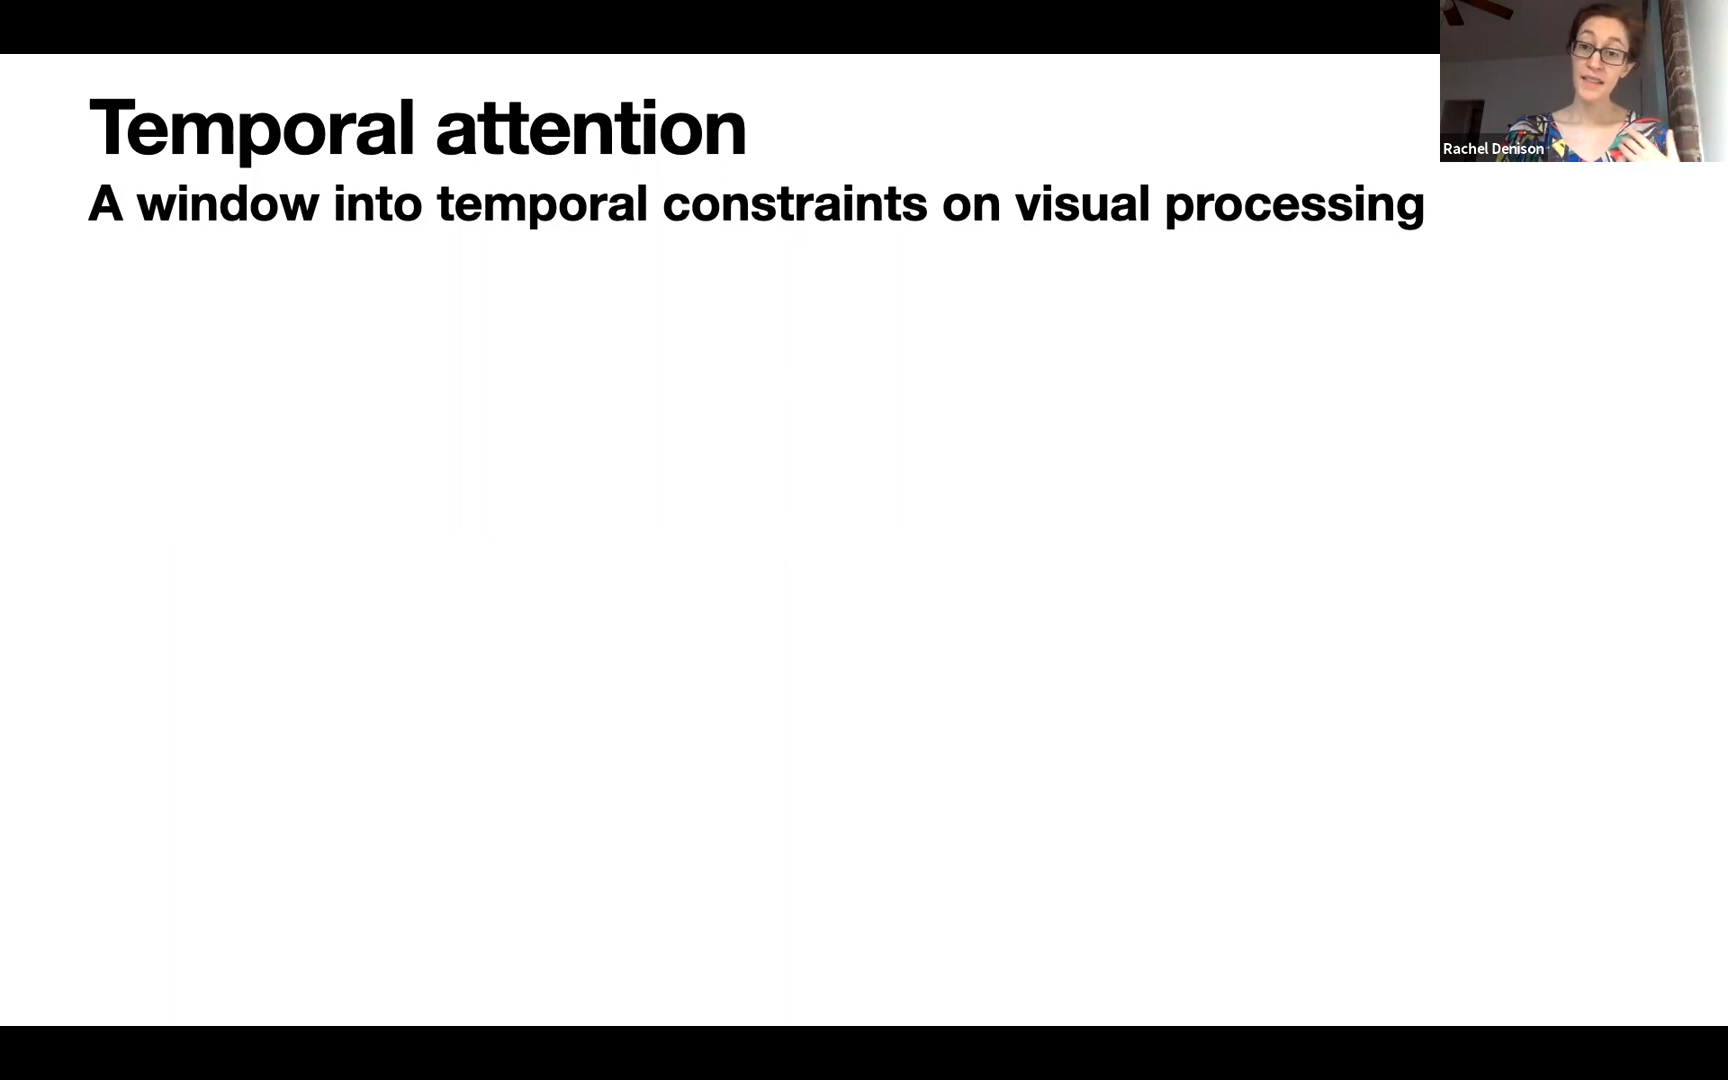 Temporal attention
A window into temporal constraints on visual processing
Rachel Denison